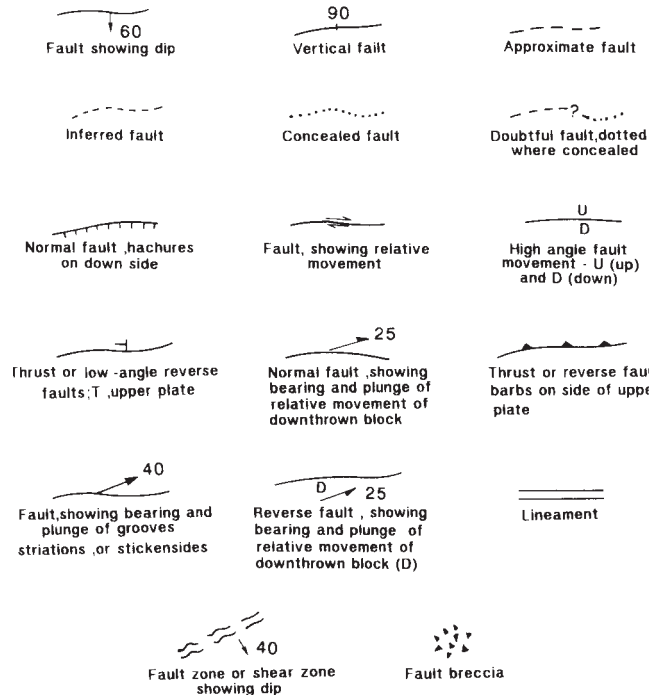 60
Fault showing dip
90
Vertical failt
Approximate fault
Inferred fault
Concealed fault
?
Doubtful fault,dotted
where concealed
Normal fault ,hachures
on down side
Fault, showing relative
movement
U
D
High angle fault
movement - U (up)
and D (down)
T
Thrust or low -angle reverse
faults;T ,upper plate
25
Normal fault ,showing
bearing and plunge of
relative movement of
downthrown block
Thrust or reverse fau
barbs on side of uppe
plate
40
Fault,showing bearing and
plunge of grooves
striations ,or stickensides
D
25
Reverse fault , showing
bearing and plunge of
relative movement of
downthrown block (D)
Lineament
40
Fault zone or shear zone
showing dip
Fault breccia